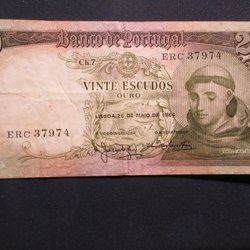 Banco de Portugal
Ch.7
ERC 37974
VINTE ESCUDOS
OURO
LISBOA, 26 DE MAIO DE 1964
ERC 37974
O VICE-GOVERNADOR
O GOVERNADOR